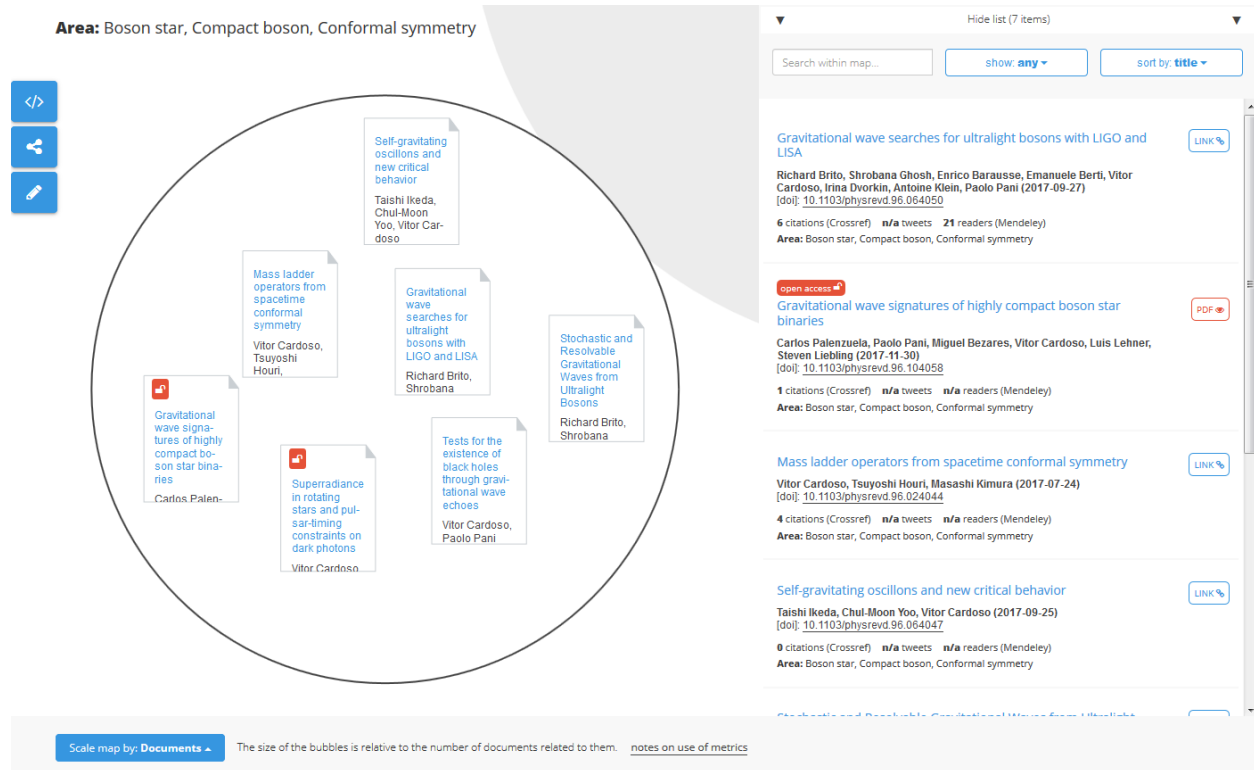 Area: Boson star, Compact boson, Conformal symmetry
</>
Self-gravitating
oscillons and
new critical
behavior
Taishi Ikeda,
Chul-Moon
Yoo, Vitor Car-
doso
Mass ladder
operators from
spacetime
conformal
symmetry
Vitor Cardoso,
Tsuyoshi
Houri,
Gravitational
wave
searches for
ultralight
bosons with
LIGO and LISA
Richard Brito,
Shrobana
Stochastic and
Resolvable
Gravitational
Waves from
Ultralight
Bosons
Richard Brito,
Shrobana
Gravitational
wave signa-
tures of highly
compact bo-
son star bina-
ries
Carlos Palen-
Superradiance
in rotating
stars and pul-
sar-timing
constraints on
dark photons
Vitor Cardoso
Tests for the
existence of
black holes
through gravi-
tational wave
echoes
Vitor Cardoso,
Paolo Pani
Scale map by: Documents
The size of the bubbles is relative to the number of documents related to them. notes on use of metrics
Hide list (7 items)
Search within map...
show: any
sort by: title
Gravitational wave searches for ultralight bosons with LIGO and
LISA
LINK
Richard Brito, Shrobana Ghosh, Enrico Barausse, Emanuele Berti, Vitor
Cardoso, Irina Dvorkin, Antoine Klein, Paolo Pani (2017-09-27)
[doi]: 10.1103/physrevd.96.064050
6 citations (Crossref) n/a tweets 21 readers (Mendeley)
Area: Boson star, Compact boson, Conformal symmetry
open access
Gravitational wave signatures of highly compact boson star
binaries
PDF
Carlos Palenzuela, Paolo Pani, Miguel Bezares, Vitor Cardoso, Luis Lehner,
Steven Liebling (2017-11-30)
[doi]: 10.1103/physrevd.96.104058
1 citations (Crossref) n/a tweets n/a readers (Mendeley)
Area: Boson star, Compact boson, Conformal symmetry
Mass ladder operators from spacetime conformal symmetry
LINK
Vitor Cardoso, Tsuyoshi Houri, Masashi Kimura (2017-07-24)
[doi]: 10.1103/physrevd.96.024044
4 citations (Crossref) n/a tweets n/a readers (Mendeley)
Area: Boson star, Compact boson, Conformal symmetry
Self-gravitating oscillons and new critical behavior
LINK
Taishi Ikeda, Chul-Moon Yoo, Vitor Cardoso (2017-09-25)
[doi]: 10.1103/physrevd.96.064047
0 citations (Crossref) n/a tweets n/a readers (Mendeley)
Area: Boson star, Compact boson, Conformal symmetry
Stochastic and Resolvable Gravitational Waves from Ultralight